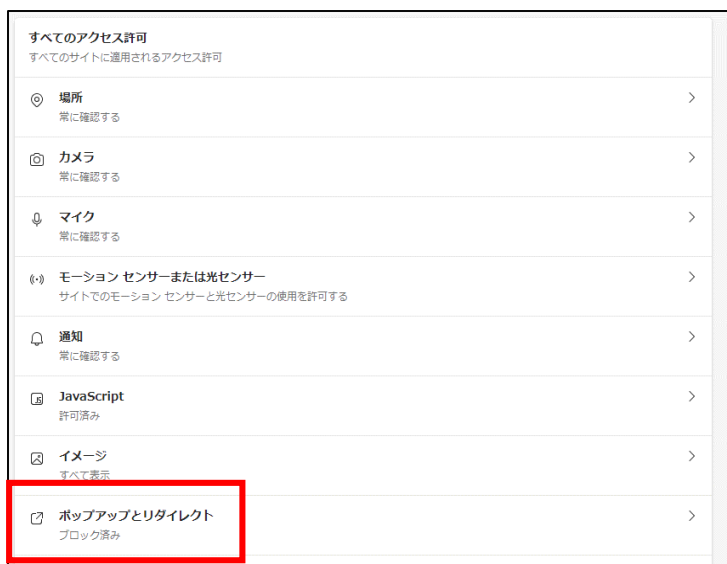 すべてのアクセス許可
すべてのサイトに適用されるアクセス許可
場所
常に確認する
カメラ
常に確認する
マイク
常に確認する
モーション センサーまたは光センサー
サイトでのモーション センサーと光センサーの使用を許可する
通知
常に確認する
JavaScript
許可済み
イメージ
すべて表示
ポップアップとリダイレクト
ブロック済み